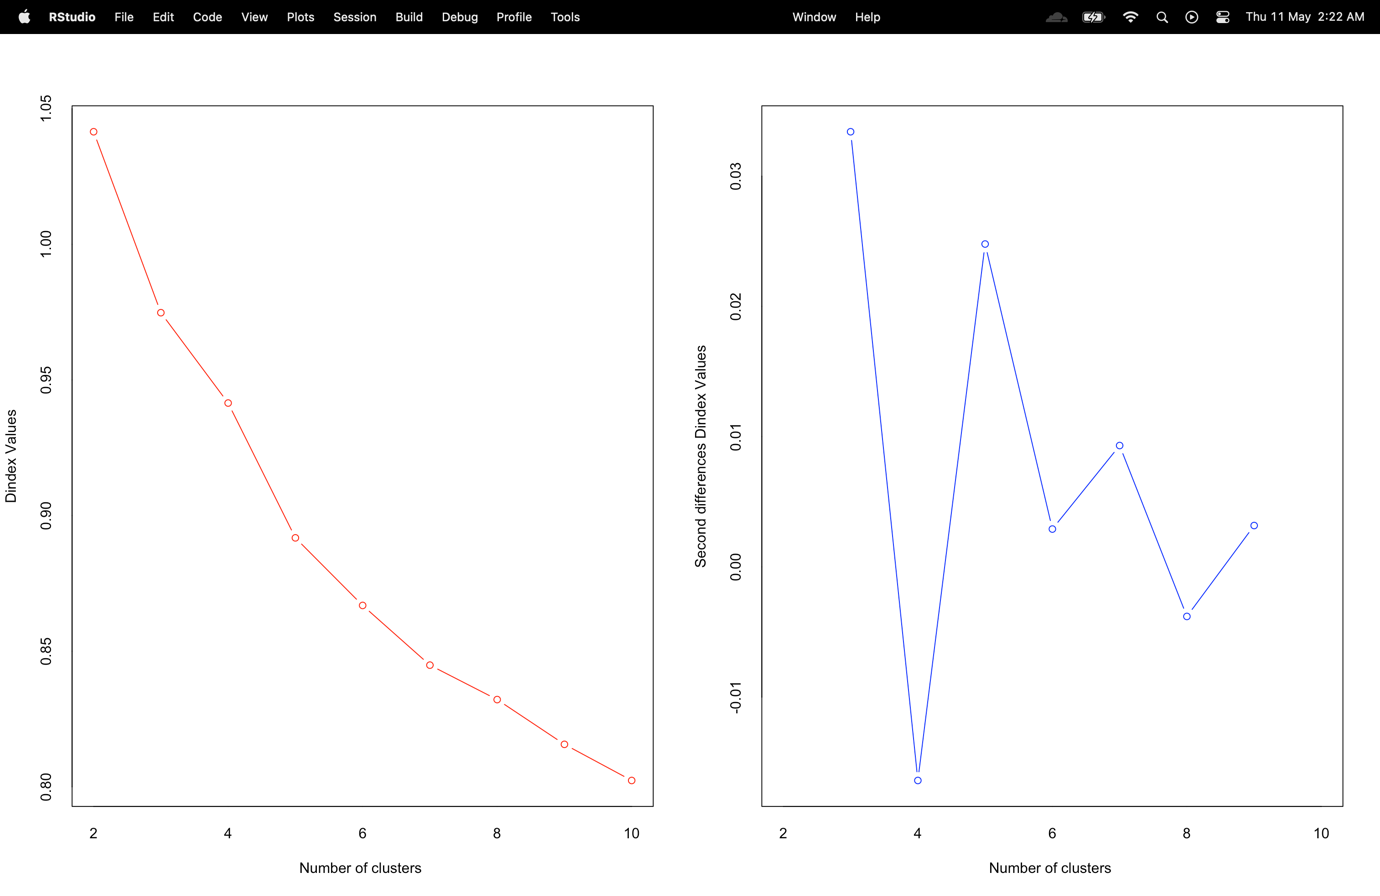 RStudio File Edit Code View Plots Session Build Debug Profile Tools Window Help Thu 11 May 2:22 AM
Dindex Values
1.05
1.00
0.95
0.90
0.85
0.80
2 4 6 8 10
Number of clusters
Second differences Dindex Values
0.03
0.02
0.01
0.00
-0.01
2 4 6 8 10
Number of clusters